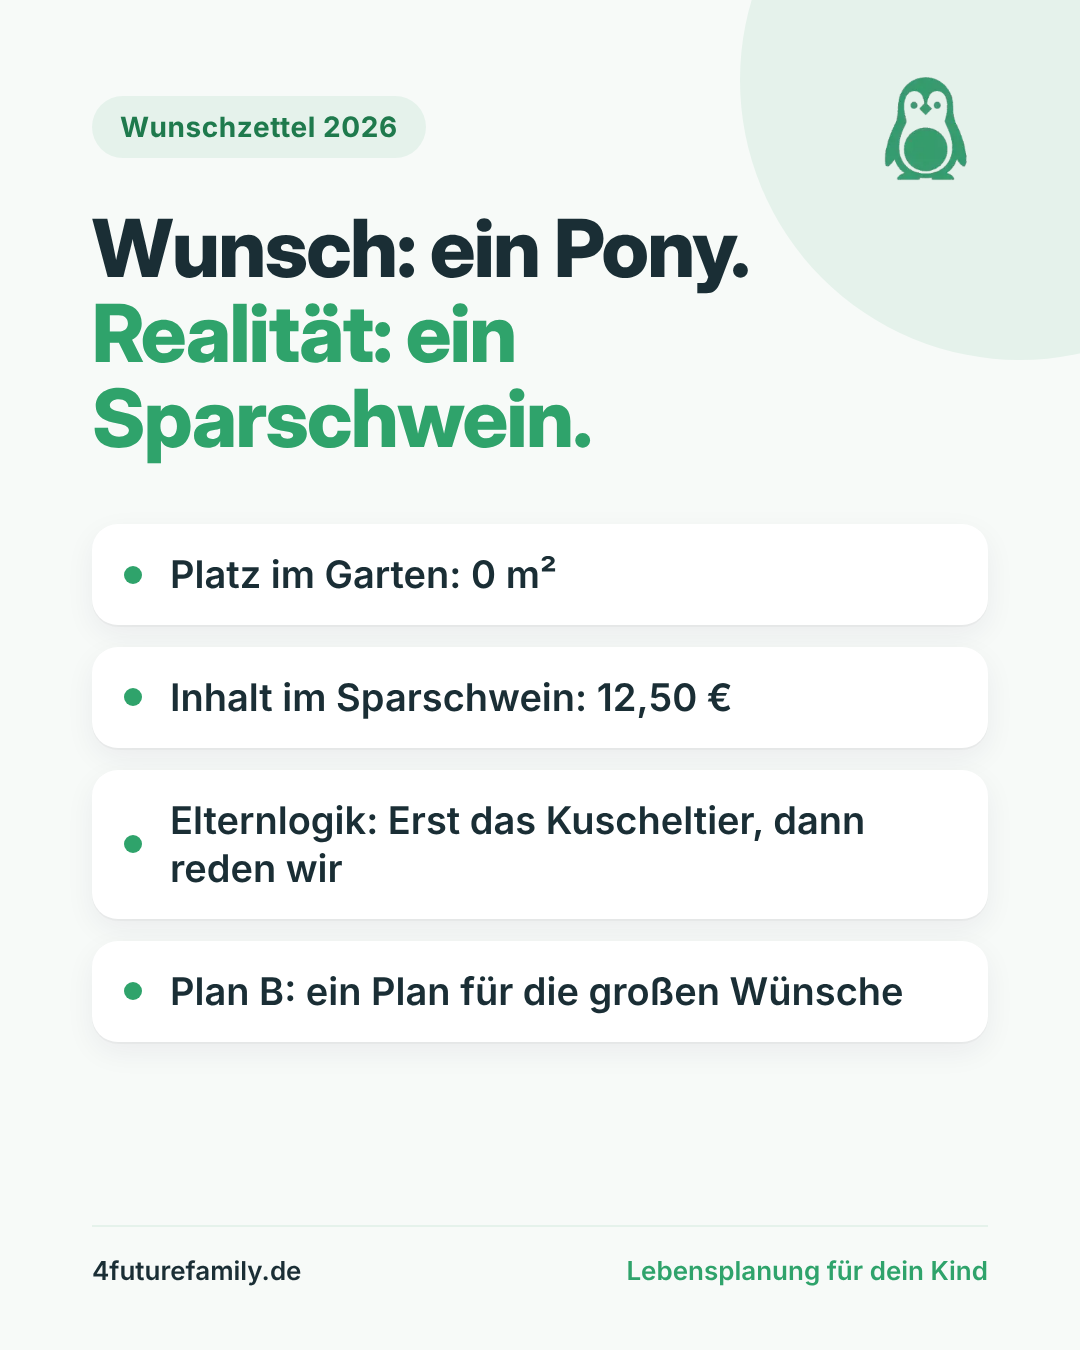 Wunschzettel 2026
Wunsch: ein Pony.
Realität: ein
Sparschwein.
Platz im Garten: 0 m²
Inhalt im Sparschwein: 12,50 €
Elternlogik: Erst das Kuscheltier, dann
reden wir
Plan B: ein Plan für die großen Wünsche
4futurefamily.de
Lebensplanung für dein Kind